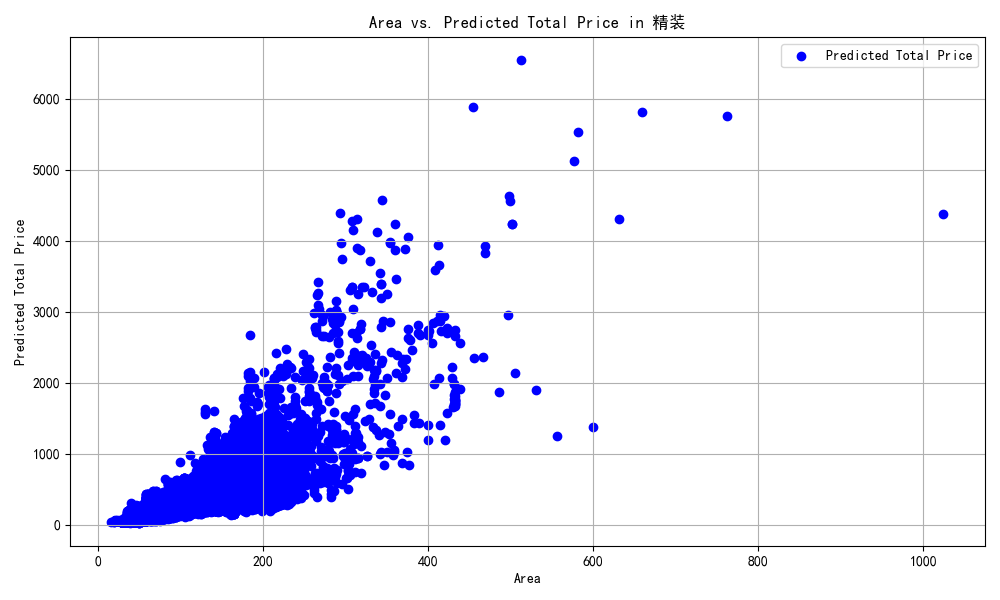 Area vs. Predicted Total Price in 精装
Predicted Total Price
Predicted Total Price
6000
5000
4000
3000
2000
1000
0
0 200 400 600 800 1000
Area